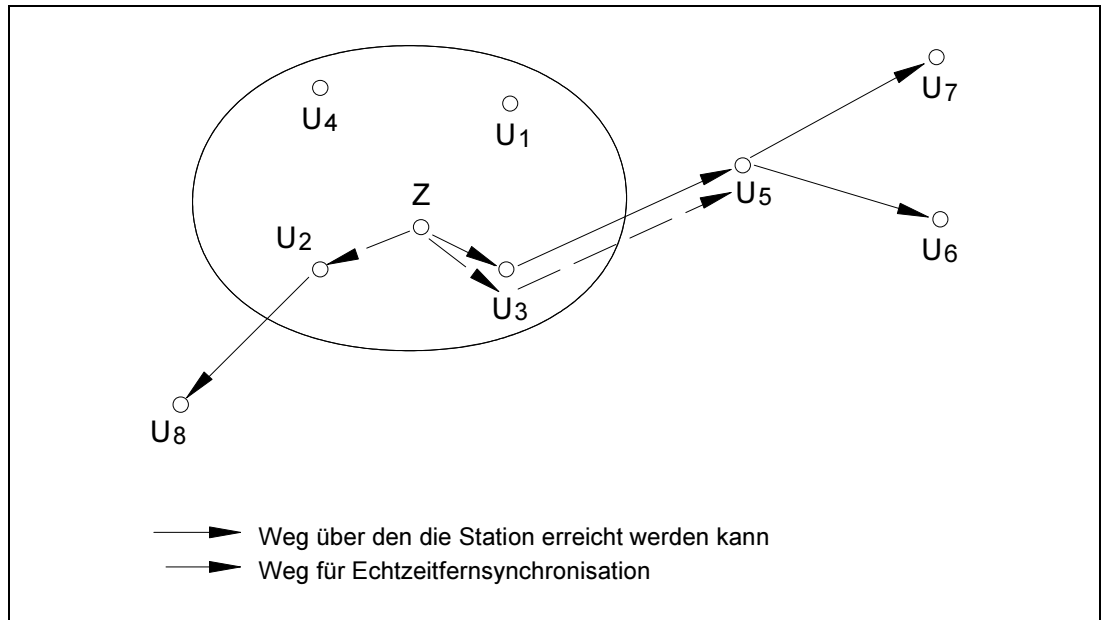 U7
U4
U1
U5
Z
U2
U6
U3
U8
Weg über den die Station erreicht werden kann
Weg für Echtzeitfernsynchronisation